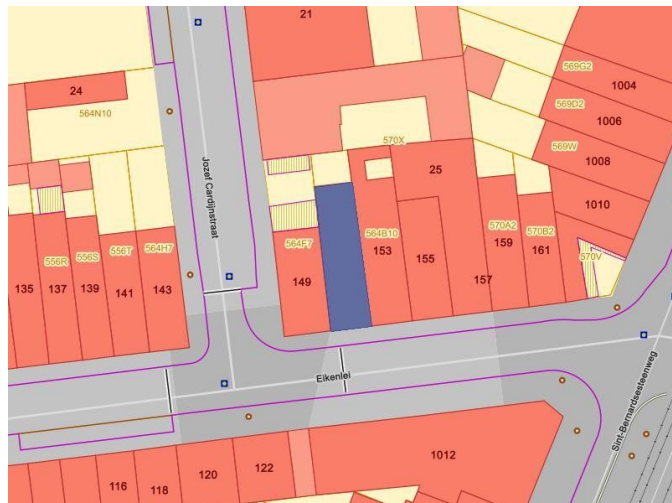 21
24
564N10
569G2
1004
569D2
1006
569W
1008
570X
25
1010
Jozef Cardijnstraat
564F7
564B10
570A2
570B2
570V
556R
556S
556T
564H7
135
137
139
141
143
149
153
155
157
159
161
Eikenlei
Sint-Bernardsesteenweg
116
118
120
122
1012